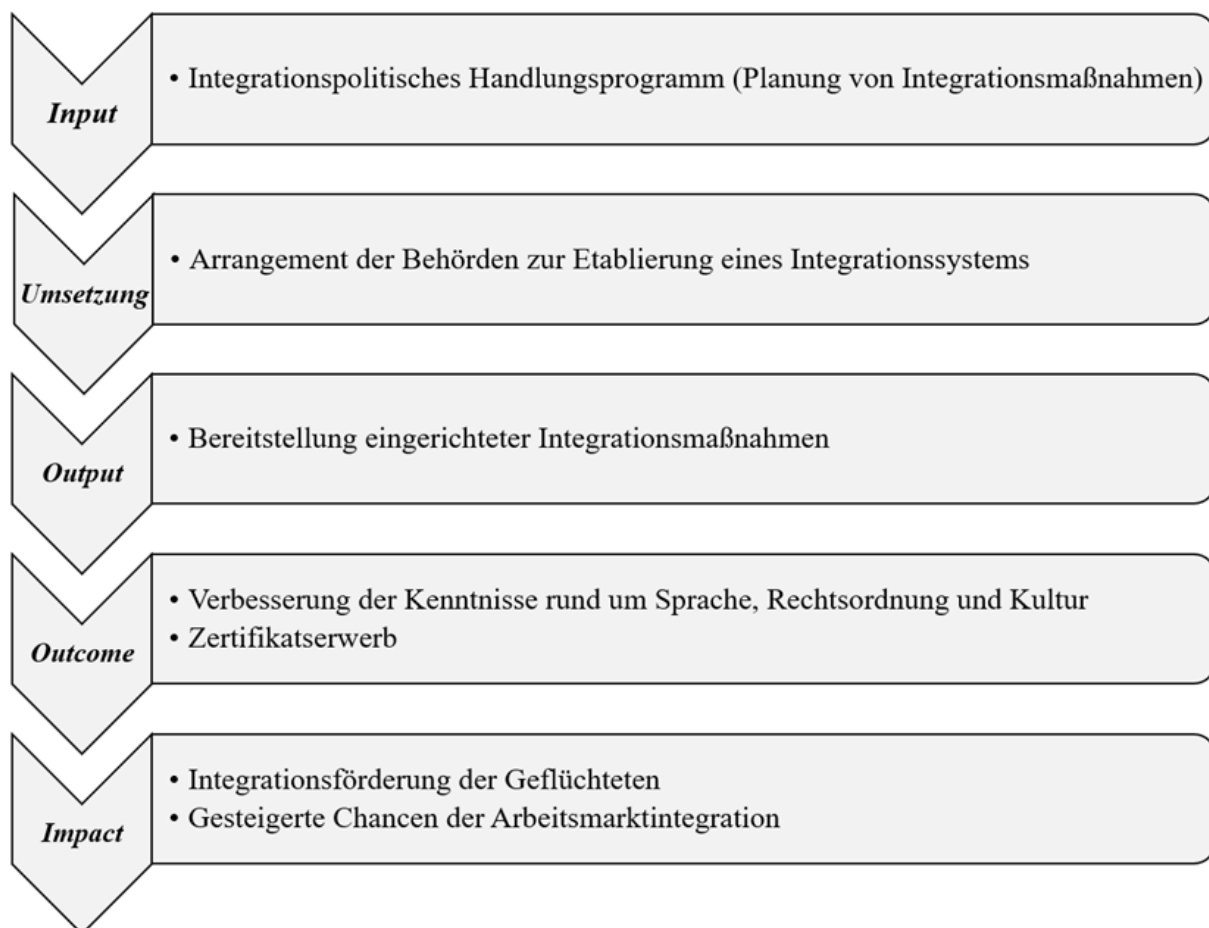 • Integrationspolitisches Handlungsprogramm (Planung von Integrationsmaßnahmen)
Input
• Arrangement der Behörden zur Etablierung eines Integrationssystems
Umsetzung
• Bereitstellung eingerichteter Integrationsmaßnahmen
Output
• Verbesserung der Kenntnisse rund um Sprache, Rechtsordnung und Kultur
• Zertifikatserwerb
Outcome
• Integrationsförderung der Geflüchteten
• Gesteigerte Chancen der Arbeitsmarktintegration
Impact